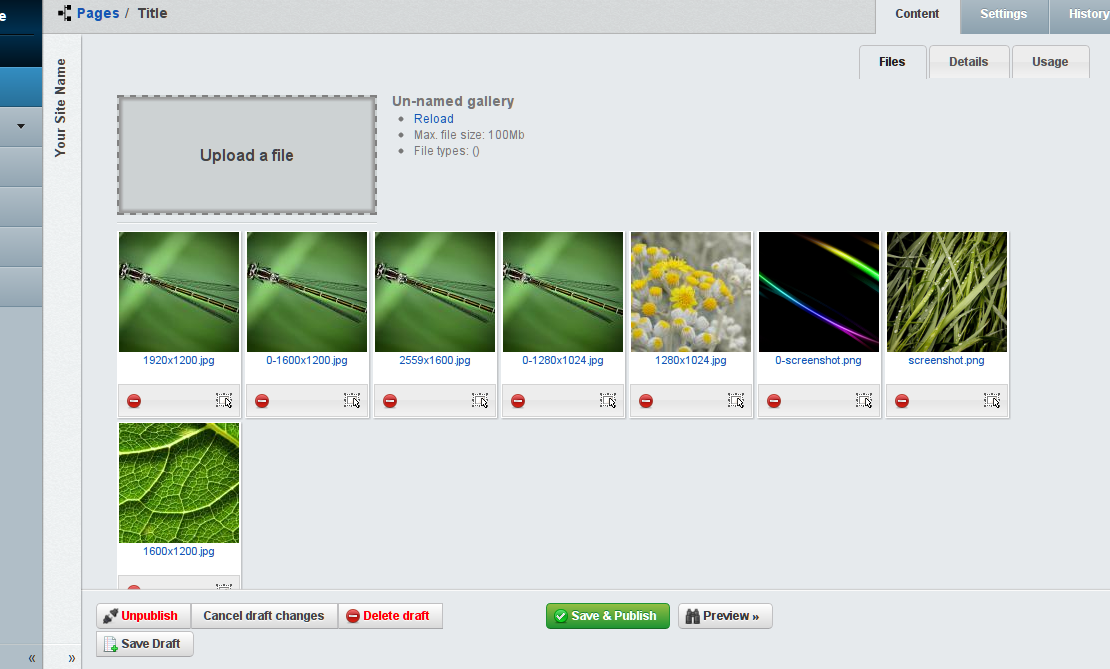 e
Pages / Title
Content
Settings
History
Your Site Name
Files
Details
Usage
Upload a file
Un-named gallery
Reload
Max. file size: 100Mb
File types: ()
1920x1200.jpg
0-1600x1200.jpg
2559x1600.jpg
0-1280x1024.jpg
1280x1024.jpg
0-screenshot.png
screenshot.png
1600x1200.jpg
Unpublish
Cancel draft changes
Delete draft
Save & Publish
Preview »
Save Draft
«
»